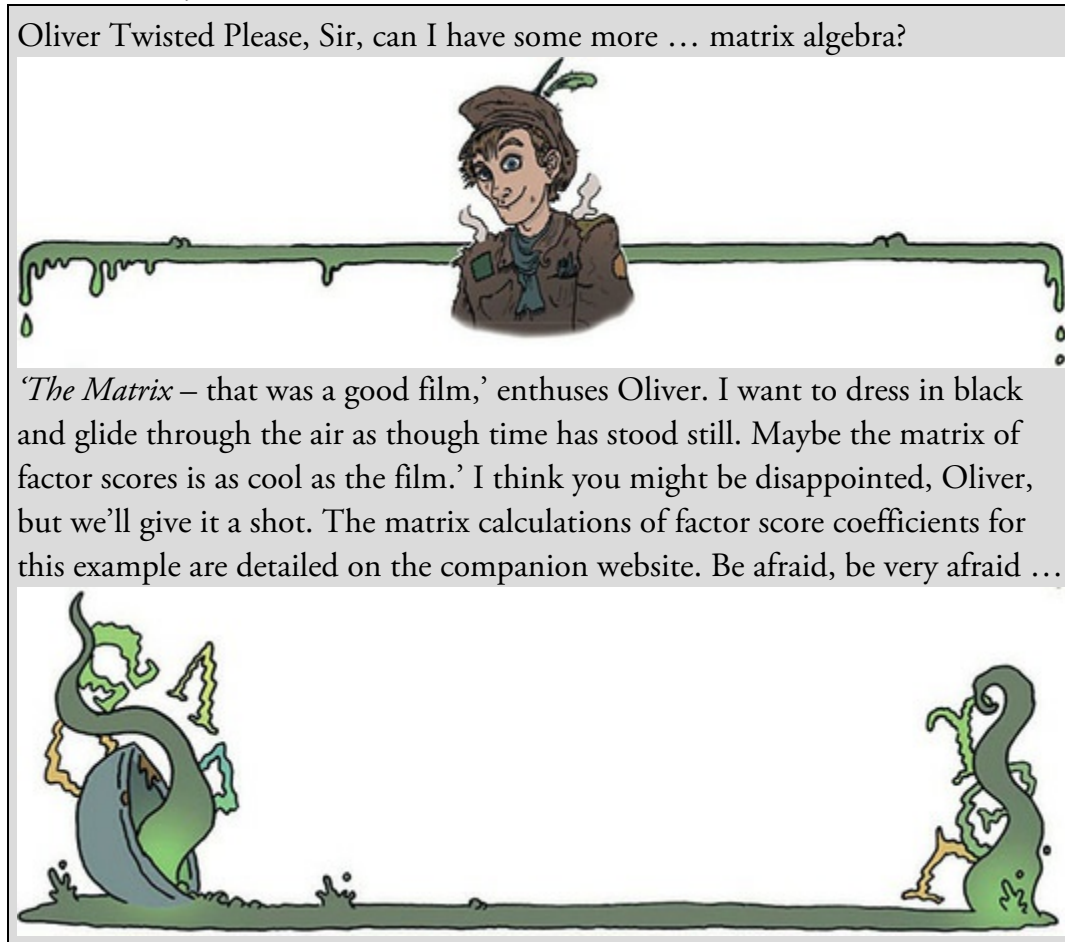 Oliver Twisted Please, Sir, can I have some more … matrix algebra?
‘The Matrix – that was a good film,’ enthuses Oliver. I want to dress in black
and glide through the air as though time has stood still. Maybe the matrix of
factor scores is as cool as the film.’ I think you might be disappointed, Oliver,
but we’ll give it a shot. The matrix calculations of factor score coefficients for
this example are detailed on the companion website. Be afraid, be very afraid …